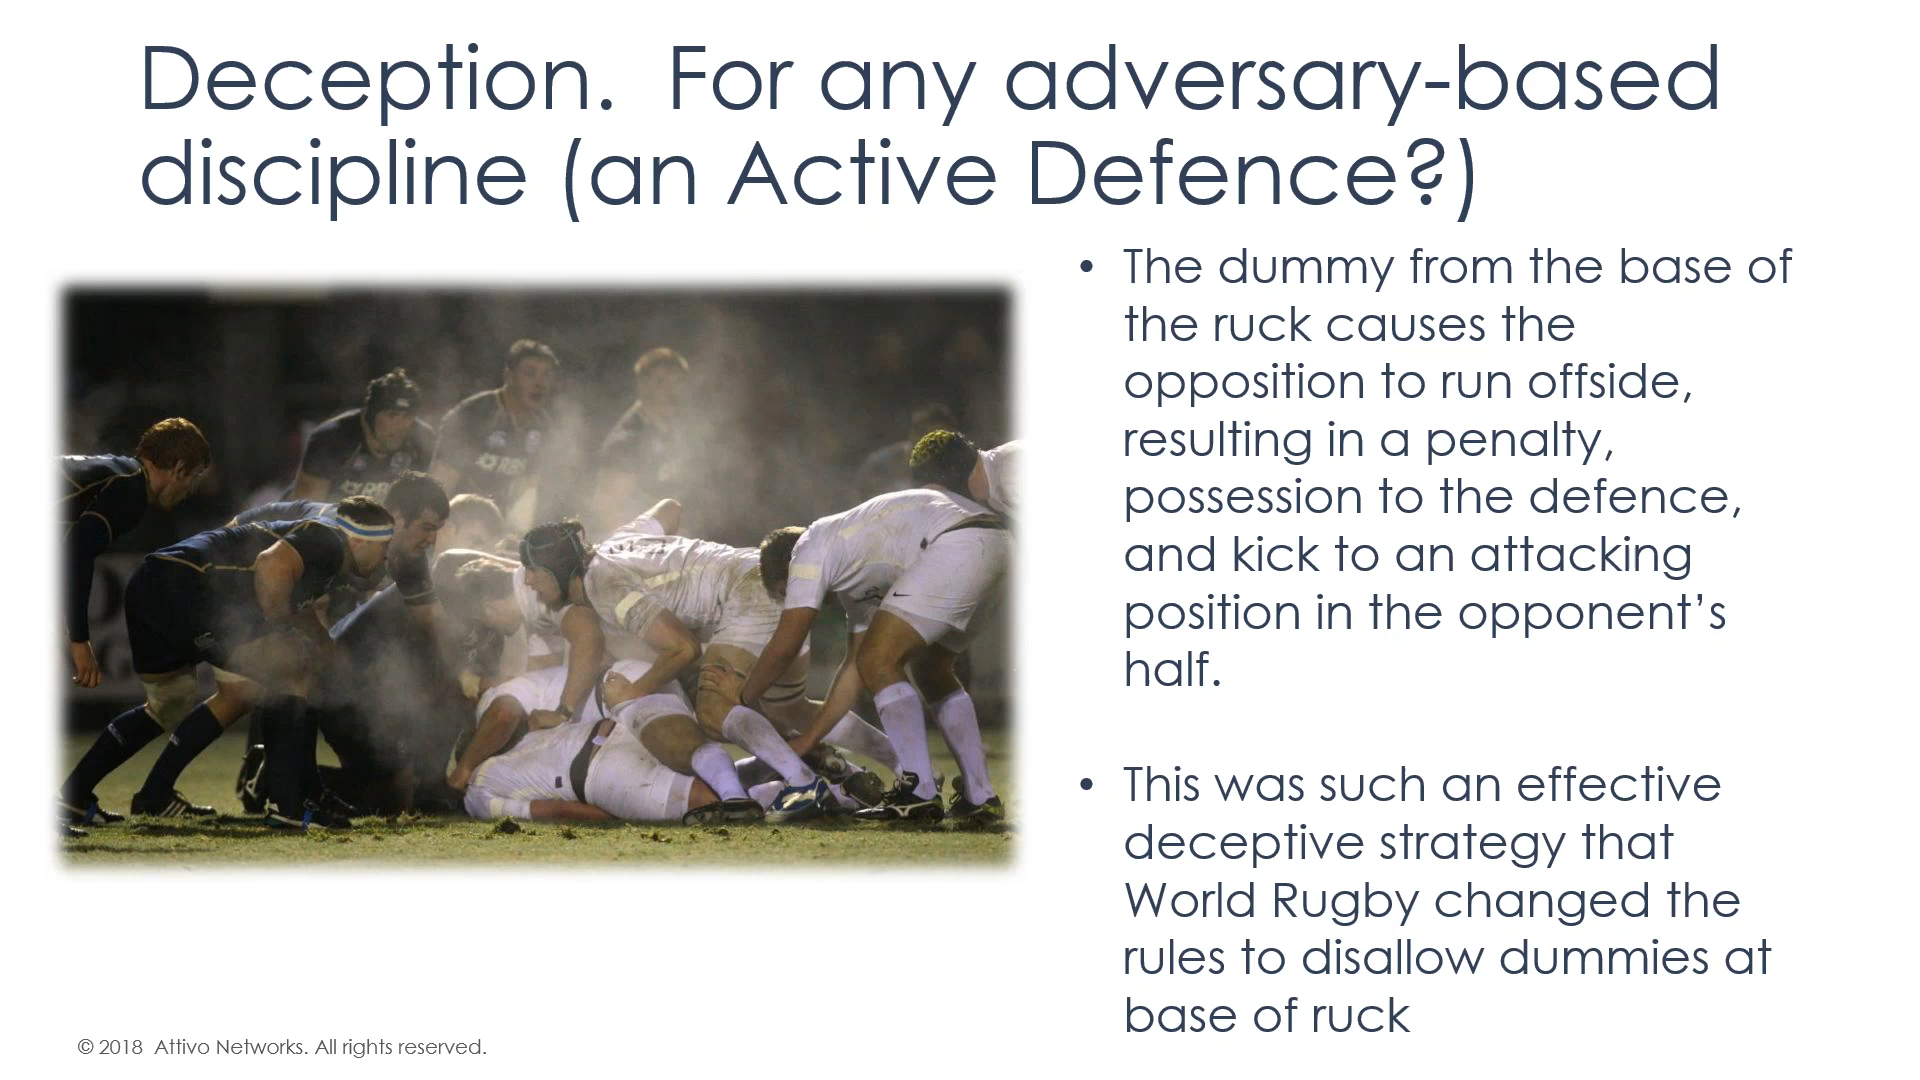 Deception.  For any adversary-based
discipline (an Active Defence?)
• The dummy from the base of
the ruck causes the
opposition to run offside,
resulting in a penalty,
possession to the defence,
and kick to an attacking
position in the opponent’s
half.
• This was such an effective
deceptive strategy that
World Rugby changed the
rules to disallow dummies at
base of ruck
© 2018  Attivo Networks. All rights reserved.